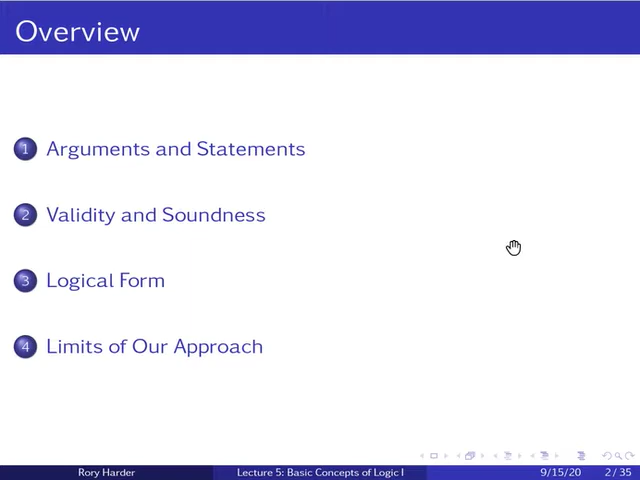 Overview
1 Arguments and Statements
2 Validity and Soundness
3 Logical Form
4 Limits of Our Approach
Rory Harder Lecture 5: Basic Concepts of Logic I 9/15/20 2 / 35